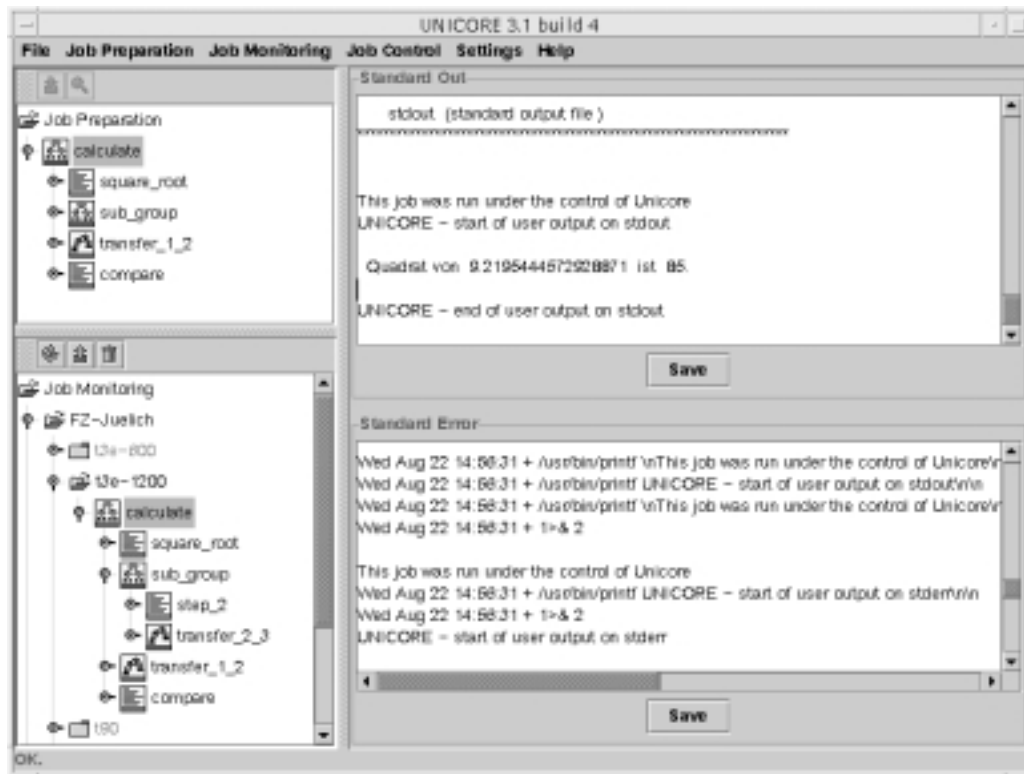 UNICORE 3.1 build 4
File Job Preparation Job Monitoring Job Control Settings Help
Job Preparation
calculate
square_root
sub_group
transfer_1_2
compare
Job Monitoring
FZ-Juelich
t3e-600
t3e-1200
calculate
square_root
sub_group
step_2
transfer_2_3
transfer_1_2
compare
t90
Standard Out
stdout (standard output file )
This job was run under the control of Unicore
UNICORE - start of user output on stdout
Quadrat von 9.2195444572928871 ist 85.
UNICORE - end of user output on stdout
Save
Standard Error
Wed Aug 22 14:56:31 + /usr/bin/printf \nThis job was run under the control of Unicore\r
Wed Aug 22 14:56:31 + /usr/bin/printf UNICORE - start of user output on stdout\n\n
Wed Aug 22 14:56:31 + /usr/bin/printf \nThis job was run under the control of Unicore\r
Wed Aug 22 14:56:31 + 1>& 2
This job was run under the control of Unicore
Wed Aug 22 14:56:31 + /usr/bin/printf UNICORE - start of user output on stderr\n\n
Wed Aug 22 14:56:31 + 1>& 2
UNICORE - start of user output on stderr
Save
OK.